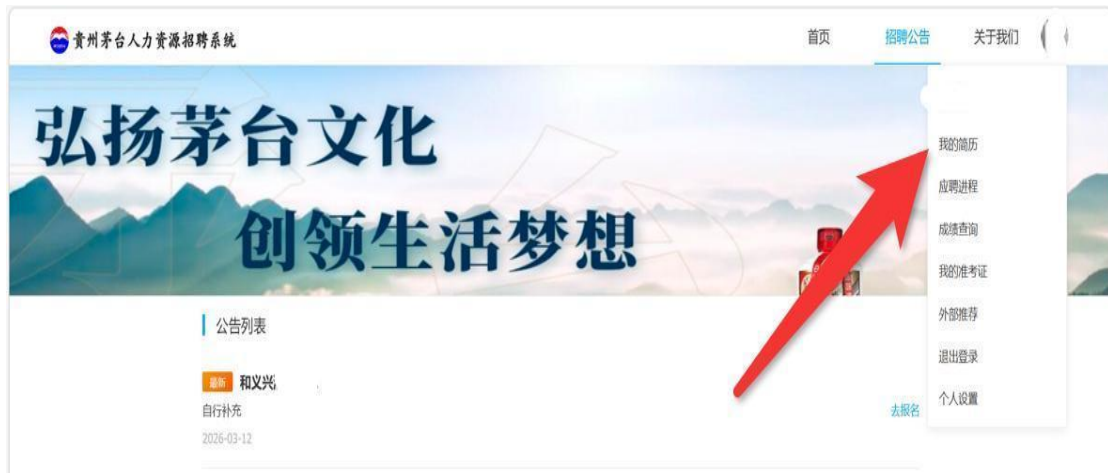 贵州茅台人力资源招聘系统
首页 招聘公告 关于我们
弘扬茅台文化
创领生活梦想
我的简历
应聘进程
成绩查询
我的准考证
外部推荐
退出登录
个人设置
公告列表
最新 和义兴
自行补充
去报名
2026-03-12